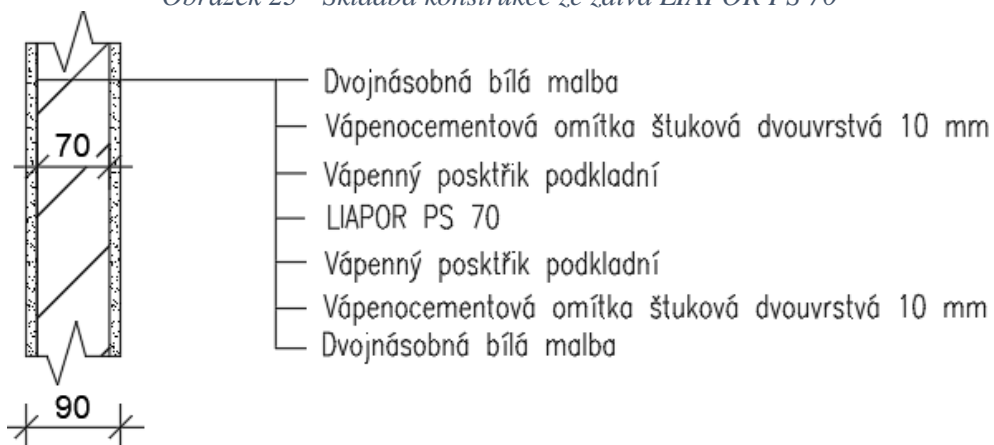 Obrázek 25 - Skladba konstrukce ze zdiva LIAPOR PS 70
Dvojnásobná bílá malba
Vápenocementová omítka štuková dvouvrstvá 10 mm
70
Vápenný posktřik podkladní
LIAPOR PS 70
Vápenný posktřik podkladní
Vápenocementová omítka štuková dvouvrstvá 10 mm
Dvojnásobná bílá malba
90